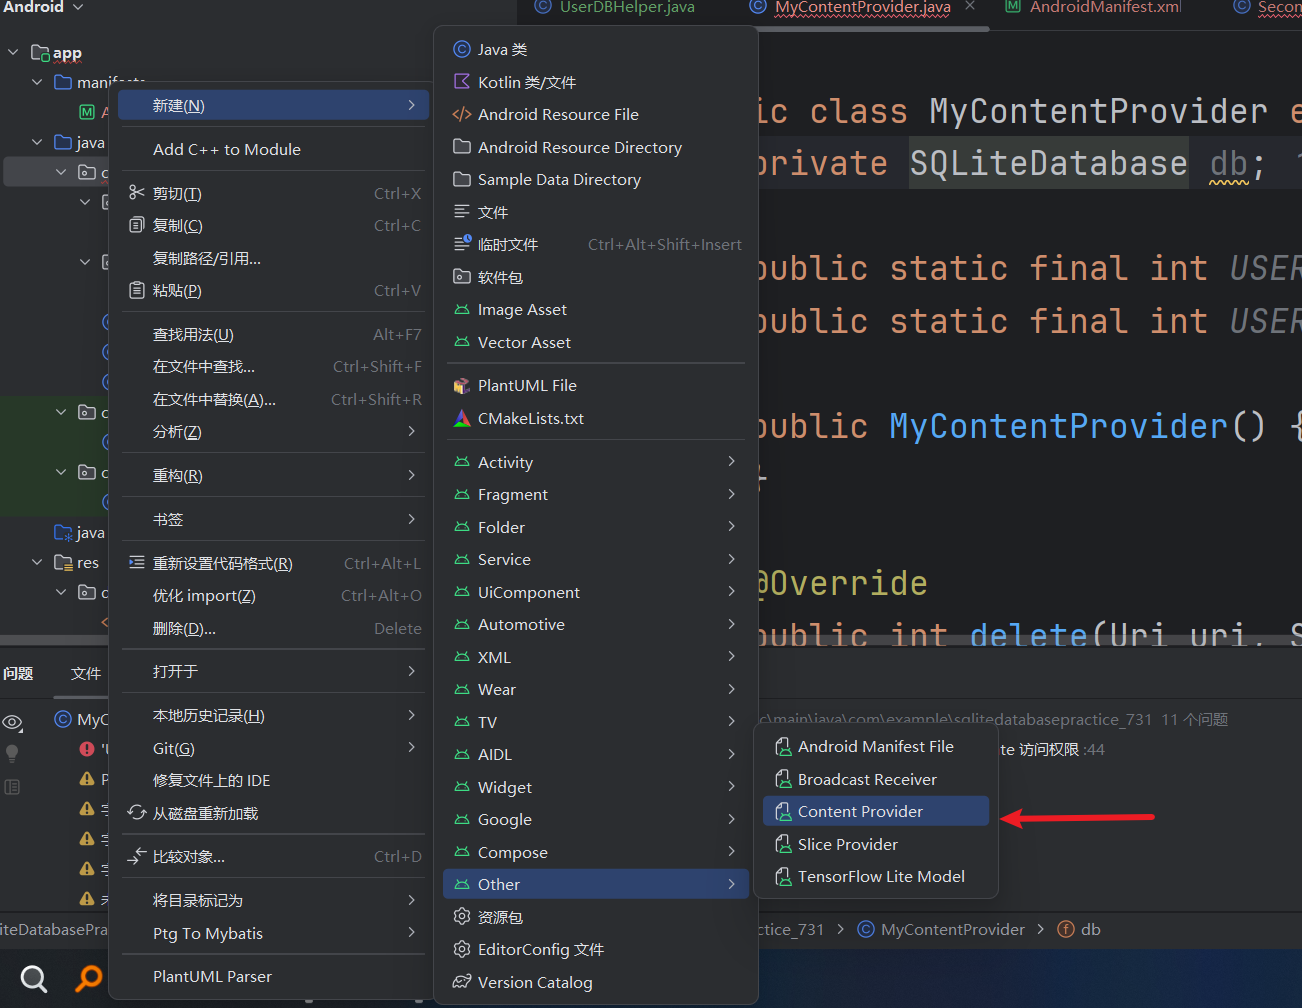 Android
UserDBHelper.java
MyContentProvider.java
AndroidManifest.xml
Secon
app
manifests
java
java
res
新建(N)
Add C++ to Module
剪切(T) Ctrl+X
复制(C) Ctrl+C
复制路径/引用...
粘贴(P) Ctrl+V
查找用法(U) Alt+F7
在文件中查找... Ctrl+Shift+F
在文件中替换(A)... Ctrl+Shift+R
分析(Z)
重构(R)
书签
重新设置代码格式(R) Ctrl+Alt+L
优化 import(Z) Ctrl+Alt+O
删除(D)... Delete
打开于
本地历史记录(H)
Git(G)
修复文件上的 IDE
从磁盘重新加载
比较对象... Ctrl+D
将目录标记为
Ptg To Mybatis
PlantUML Parser
Java 类
Kotlin 类/文件
Android Resource File
Android Resource Directory
Sample Data Directory
文件
临时文件 Ctrl+Alt+Shift+Insert
软件包
Image Asset
Vector Asset
PlantUML File
CMakeLists.txt
Activity
Fragment
Folder
Service
UiComponent
Automotive
XML
Wear
TV
AIDL
Widget
Google
Compose
Other
资源包
EditorConfig 文件
Version Catalog
Android Manifest File
Broadcast Receiver
Content Provider
Slice Provider
TensorFlow Lite Model
ic class MyContentProvider e
private SQLiteDatabase db;
public static final int USER
public static final int USER
public MyContentProvider() {
}
@Override
public int delete(Uri uri, S
问题 文件
MyC
c\main\java\com\example\sqlitedatabasepractice_731 11 个问题
te 访问权限 :44
iteDatabasePra
ctice_731 MyContentProvider db